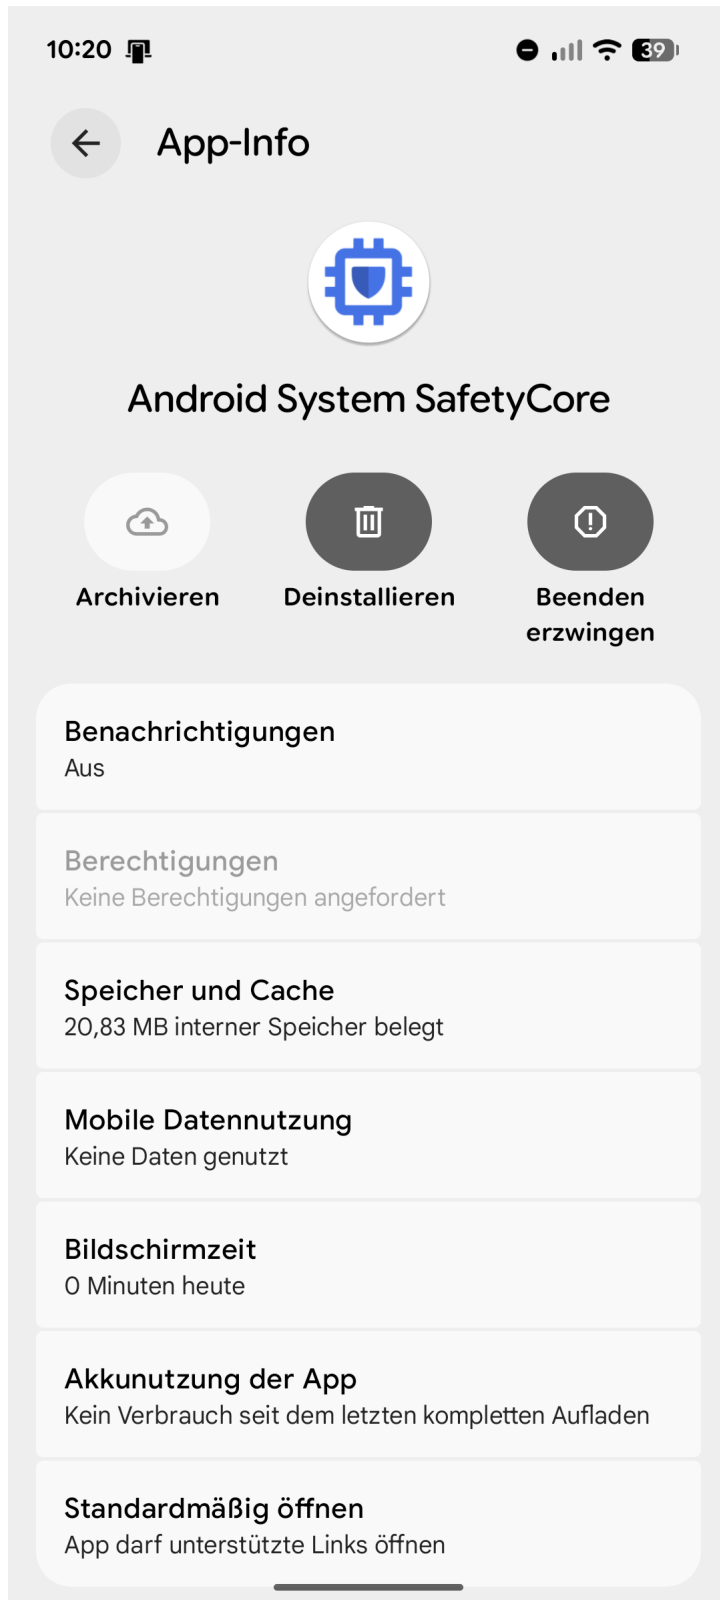 10:20
39
App-Info
Android System SafetyCore
Archivieren
Deinstallieren
Beenden
erzwingen
Benachrichtigungen
Aus
Berechtigungen
Keine Berechtigungen angefordert
Speicher und Cache
20,83 MB interner Speicher belegt
Mobile Datennutzung
Keine Daten genutzt
Bildschirmzeit
0 Minuten heute
Akkunutzung der App
Kein Verbrauch seit dem letzten kompletten Aufladen
Standardmäßig öffnen
App darf unterstützte Links öffnen